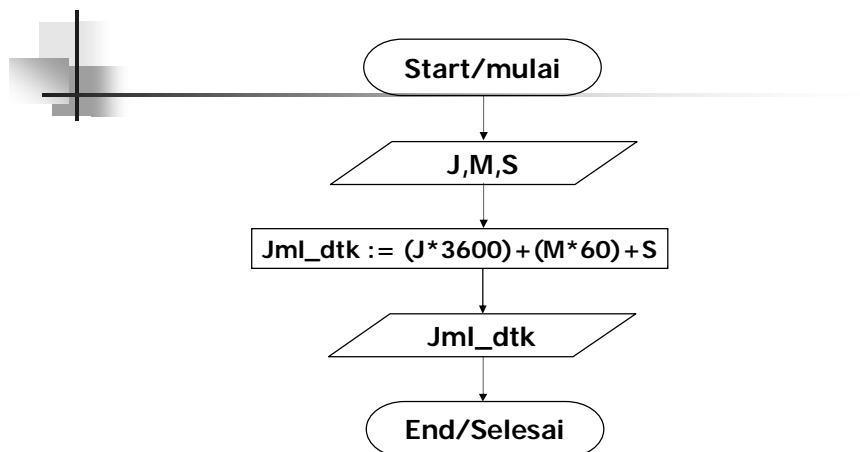 Start/mulai
J,M,S
Jml_dtk := (J*3600)+(M*60)+S
Jml_dtk
End/Selesai